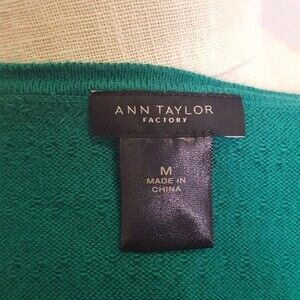 ANN TAYLOR
FACTORY
M
MADE IN
CHINA